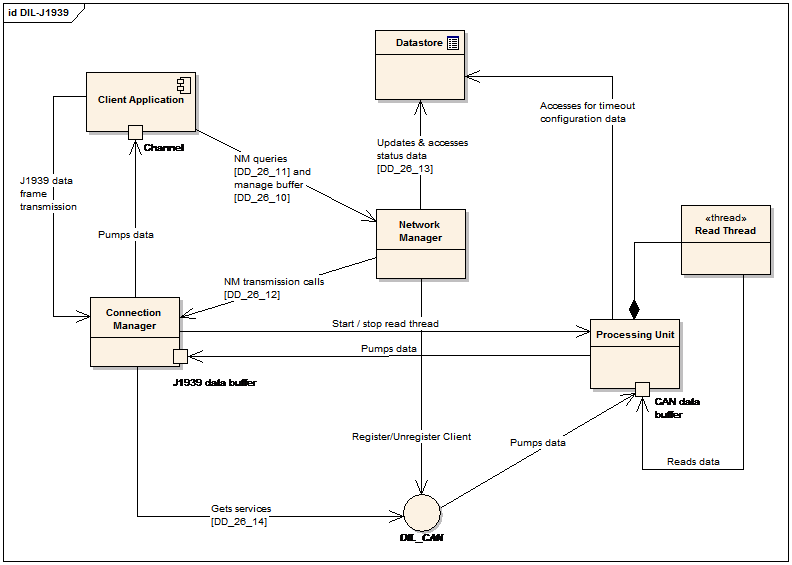 id DIL-J1939
Datastore
Client Application
Channel
Accesses for timeout
configuration data
Updates & accesses
status data
[DD_26_13]
NM queries
[DD_26_11] and
manage buffer
[DD_26_10]
J1939 data
frame
transmission
Network
Manager
«thread»
Read Thread
Pumps data
NM transmission calls
[DD_26_12]
Connection
Manager
Start / stop read thread
Processing Unit
Pumps data
J1939 data buffer
CAN data
buffer
Register/Unregister Client
Pumps data
Reads data
Gets services
[DD_26_14]
DIL_CAN